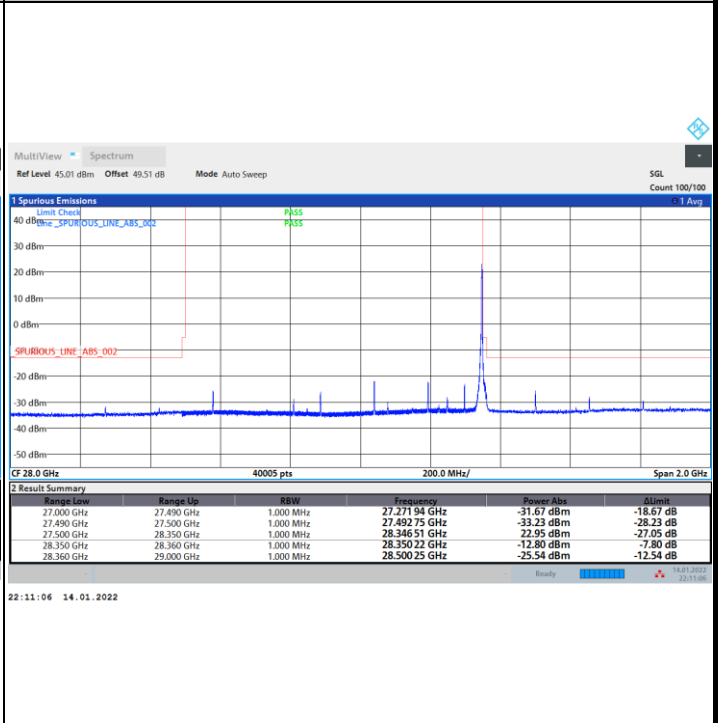 MultiView Spectrum
Ref Level 45.01 dBm Offset 49.51 dB Mode Auto Sweep SGL
Count 100/100
1 Spurious Emissions 1 Avg
Limit Check PASS
40 dBm
Line _SPURIOUS_LINE_ABS_002 PASS
30 dBm
20 dBm
10 dBm
0 dBm
_SPURIOUS_LINE_ABS_002
-20 dBm
-30 dBm
-40 dBm
-50 dBm
CF 28.0 GHz 40005 pts 200.0 MHz/ Span 2.0 GHz
2 Result Summary
Range Low Range Up RBW Frequency Power Abs ΔLimit
27.000 GHz 27.490 GHz 1.000 MHz 27.271 94 GHz -31.67 dBm -18.67 dB
27.490 GHz 27.500 GHz 1.000 MHz 27.492 75 GHz -33.23 dBm -28.23 dB
27.500 GHz 28.350 GHz 1.000 MHz 28.346 51 GHz 22.95 dBm -27.05 dB
28.350 GHz 28.360 GHz 1.000 MHz 28.350 22 GHz -12.80 dBm -7.80 dB
28.360 GHz 29.000 GHz 1.000 MHz 28.500 25 GHz -25.54 dBm -12.54 dB
Ready 14.01.2022
22:11:06
22:11:06 14.01.2022